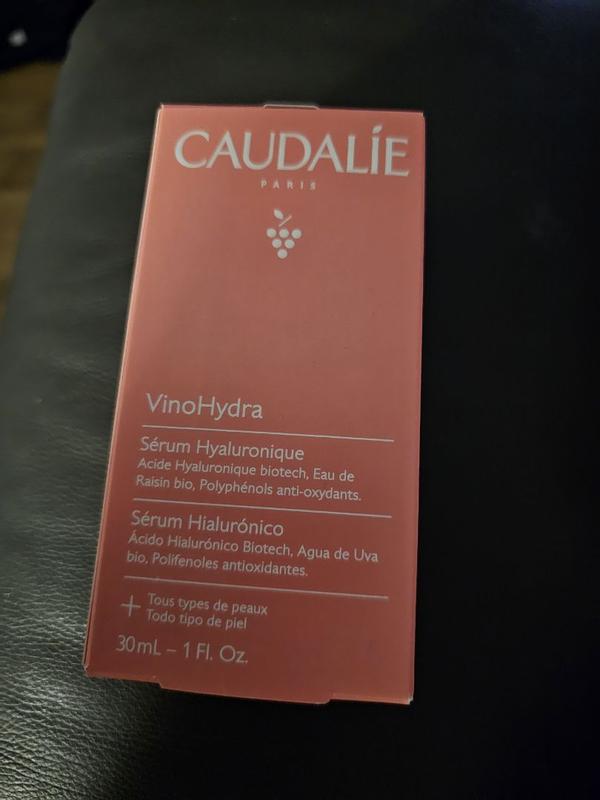 CAUDALÍE
PARIS
VinoHydra
Sérum Hyaluronique
Acide Hyaluronique biotech, Eau de
Raisin bio, Polyphénols anti-oxydants.
Sérum Hialurónico
Ácido Hialurónico Biotech, Agua de Uva
bio, Polifenoles antioxidantes.
+ Tous types de peaux
Todo tipo de piel
30mL – 1 Fl. Oz.